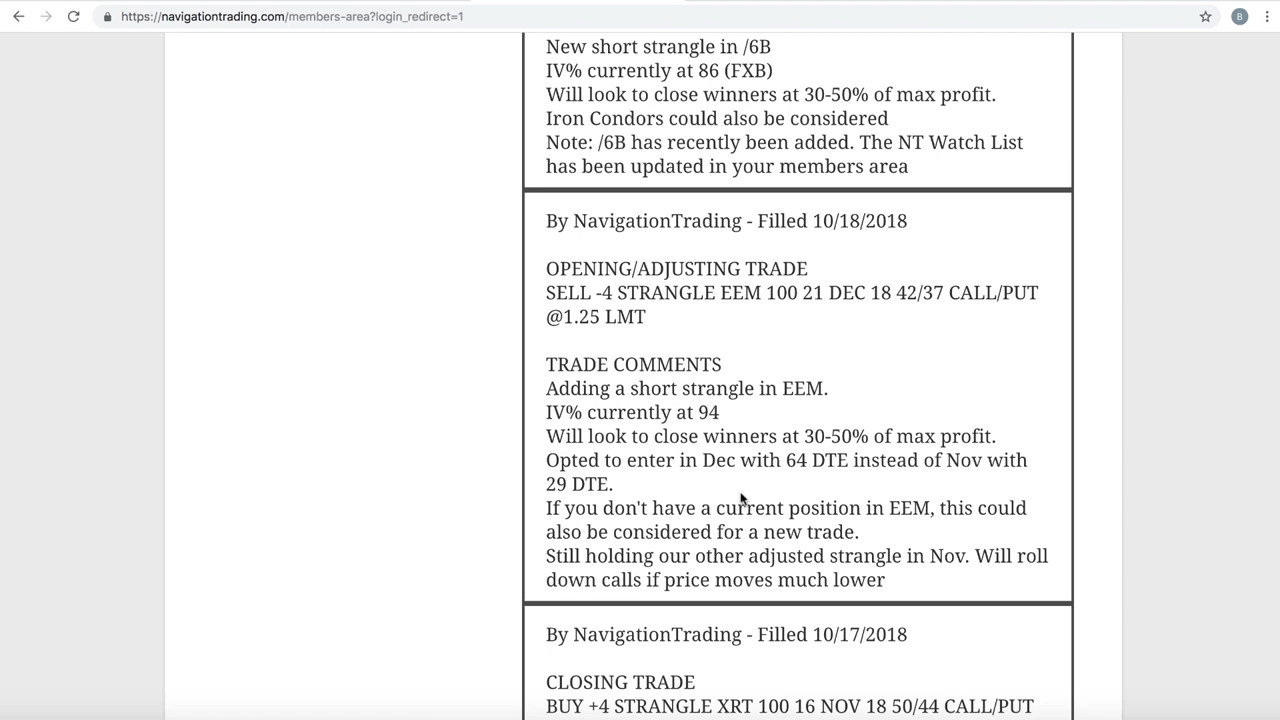 https://navigationtrading.com/members-area?login_redirect=1
B
New short strangle in /6B
IV% currently at 86 (FXB)
Will look to close winners at 30-50% of max profit.
Iron Condors could also be considered
Note: /6B has recently been added. The NT Watch List
has been updated in your members area
By NavigationTrading - Filled 10/18/2018
OPENING/ADJUSTING TRADE
SELL -4 STRANGLE EEM 100 21 DEC 18 42/37 CALL/PUT
@1.25 LMT
TRADE COMMENTS
Adding a short strangle in EEM.
IV% currently at 94
Will look to close winners at 30-50% of max profit.
Opted to enter in Dec with 64 DTE instead of Nov with
29 DTE.
If you don't have a current position in EEM, this could
also be considered for a new trade.
Still holding our other adjusted strangle in Nov. Will roll
down calls if price moves much lower
By NavigationTrading - Filled 10/17/2018
CLOSING TRADE
BUY +4 STRANGLE XRT 100 16 NOV 18 50/44 CALL/PUT